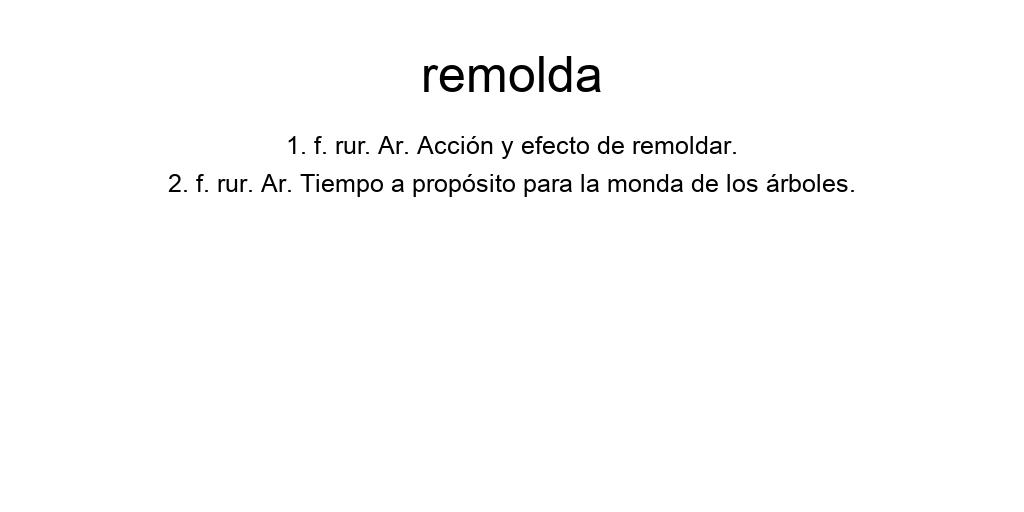 remolda
1. f. rur. Ar. Acción y efecto de remoldar.
2. f. rur. Ar. Tiempo a propósito para la monda de los árboles.